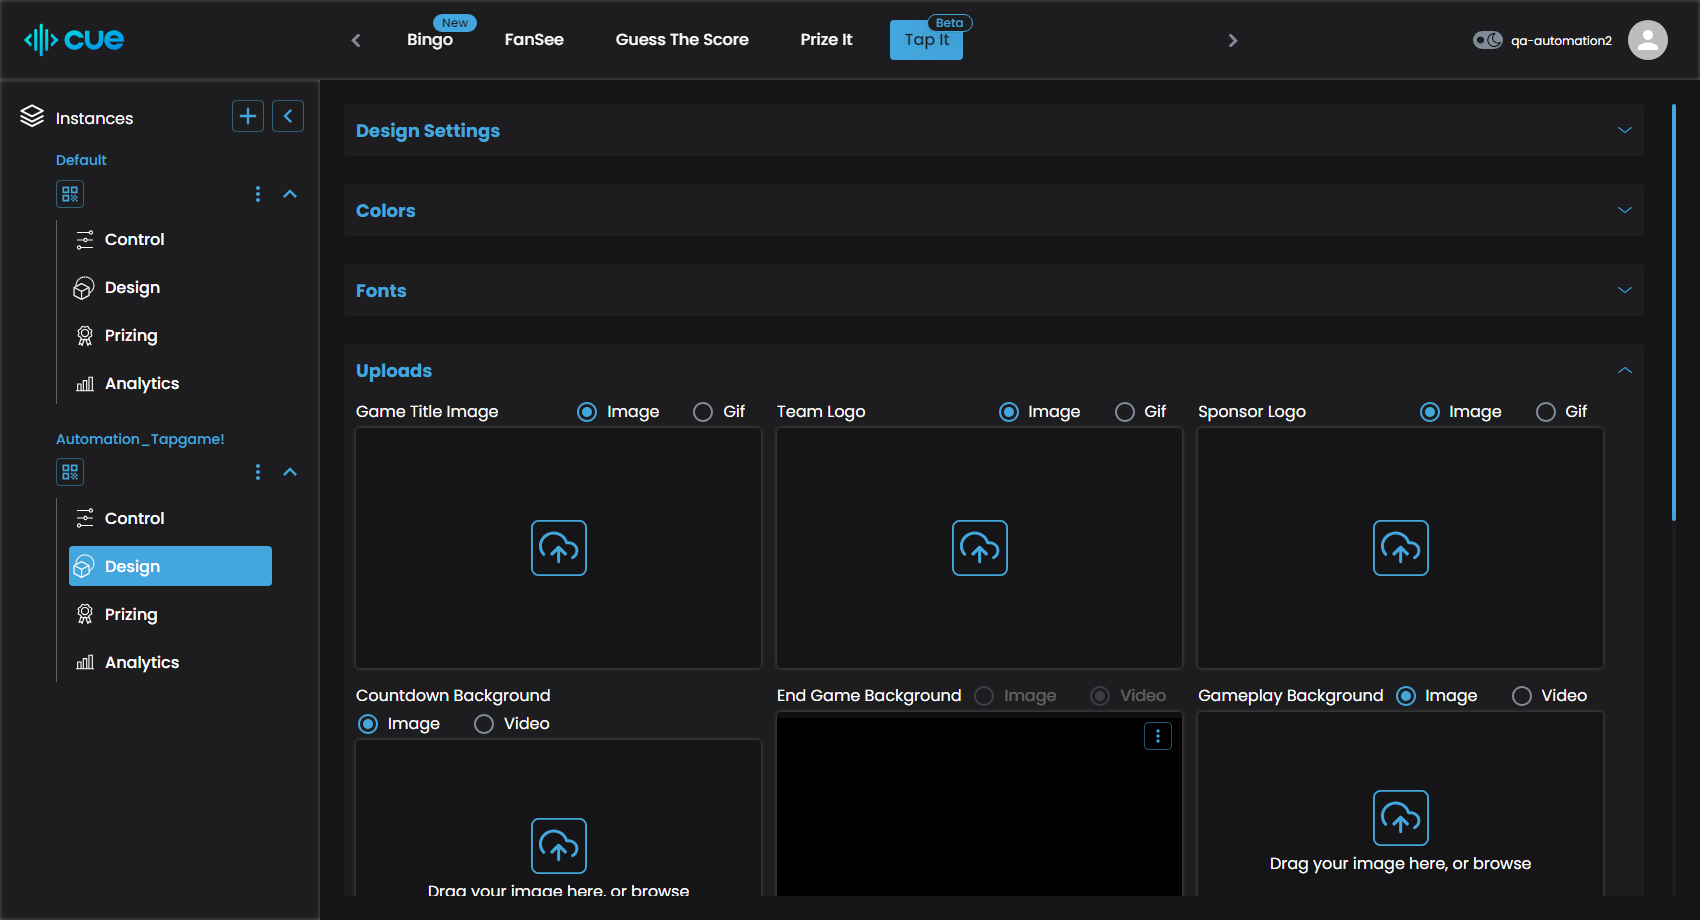 cue
New
Bingo
FanSee
Guess The Score
Prize It
Beta
Tap It
qa-automation2
Instances
Default
Control
Design
Prizing
Analytics
Automation_Tapgame!
Control
Design
Prizing
Analytics
Design Settings
Colors
Fonts
Uploads
Game Title Image Image Gif
Team Logo Image Gif
Sponsor Logo Image Gif
Countdown Background
Image Video
Drag your image here, or browse
End Game Background Image Video
Gameplay Background Image Video
Drag your image here, or browse